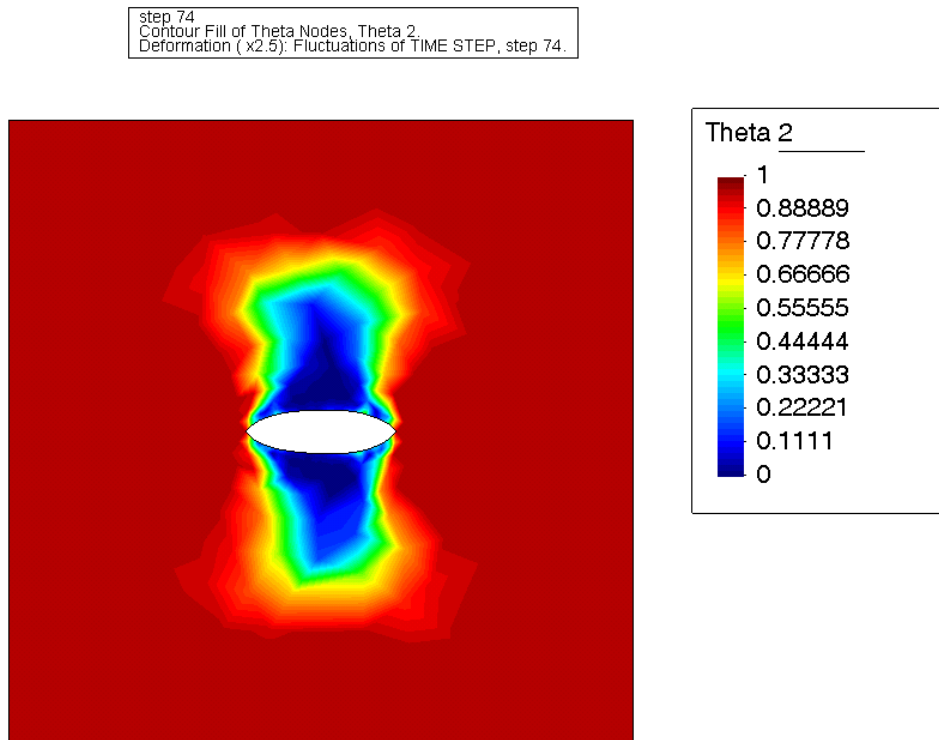 step 74
Contour Fill of Theta Nodes, Theta 2.
Deformation ( x2.5): Fluctuations of TIME STEP, step 74.
Theta 2
1
0.88889
0.77778
0.66666
0.55555
0.44444
0.33333
0.22221
0.1111
0